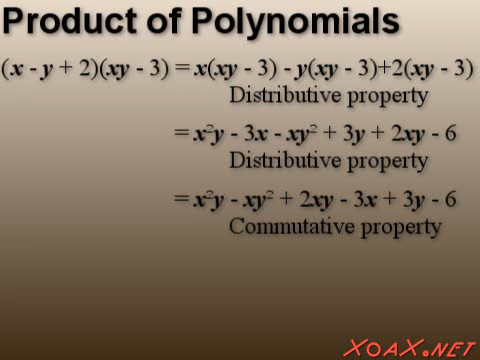 Product of Polynomials
(x - y + 2)(xy - 3) = x(xy - 3) - y(xy - 3)+2(xy - 3)
Distributive property
= x²y - 3x - xy² + 3y + 2xy - 6
Distributive property
= x²y - xy² + 2xy - 3x + 3y - 6
Commutative property
XOAX.NET